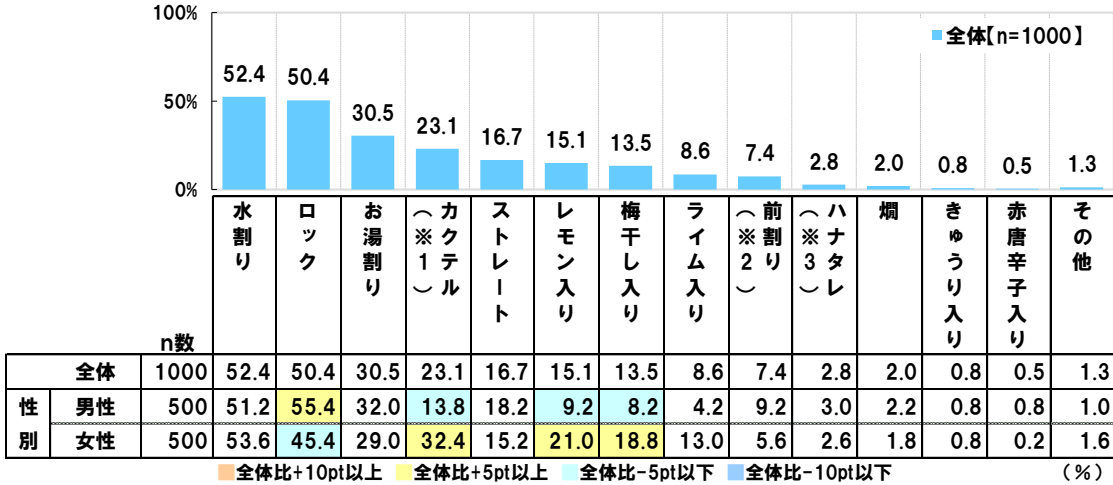 100%
50%
0%
■全体【n=1000】
52.4 50.4 30.5 23.1 16.7 15.1 13.5 8.6 7.4 2.8 2.0 0.8 0.5 1.3
水割り
ロック
お湯割り
カクテル
(※1)
ストレート
レモン入り
梅干し入り
ライム入り
前割り
(※2)
ハナタレ
(※3)
燗
きゅうり入り
赤唐辛子入り
その他
n数
全体 1000 52.4 50.4 30.5 23.1 16.7 15.1 13.5 8.6 7.4 2.8 2.0 0.8 0.5 1.3
性別
男性 500 51.2 55.4 32.0 13.8 18.2 9.2 8.2 4.2 9.2 3.0 2.2 0.8 0.8 1.0
女性 500 53.6 45.4 29.0 32.4 15.2 21.0 18.8 13.0 5.6 2.6 1.8 0.8 0.2 1.6
■全体比+10pt以上 ■全体比+5pt以上 ■全体比-5pt以下 ■全体比-10pt以下 (%)